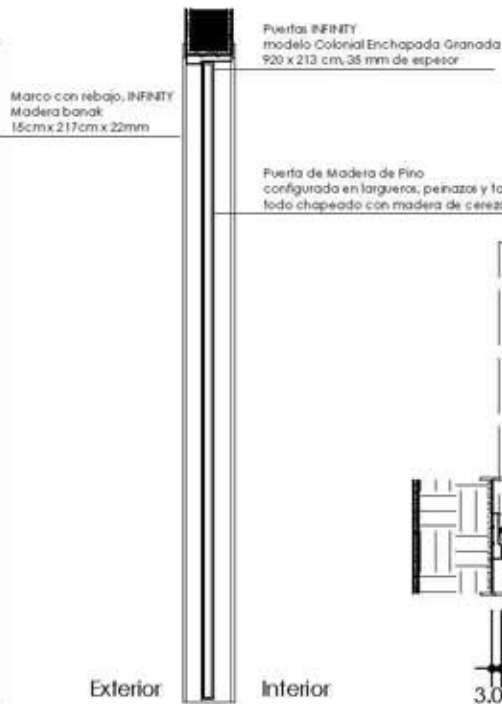 Puertas INFINITY
modelo Colonial Enchapada Granada
920 x 213 cm, 35 mm de espesor
Marco con rebajo, INFINITY
Madera banak
15cm x 217cm x 22mm
Puerta de Madera de Pino
configurada en largueros, peinazos y
todo chapeado con madera de
Exterior
Interior
3.0